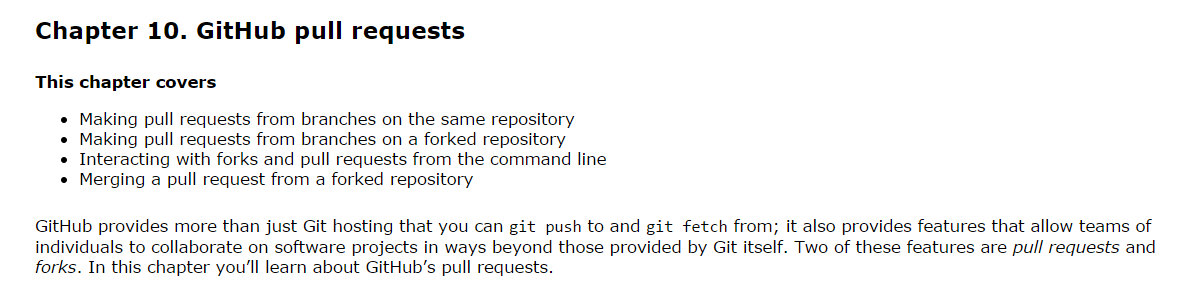 Chapter 10. GitHub pull requests
This chapter covers
• Making pull requests from branches on the same repository
• Making pull requests from branches on a forked repository
• Interacting with forks and pull requests from the command line
• Merging a pull request from a forked repository
GitHub provides more than just Git hosting that you can git push to and git fetch from; it also provides features that allow teams of
individuals to collaborate on software projects in ways beyond those provided by Git itself. Two of these features are pull requests and
forks. In this chapter you’ll learn about GitHub’s pull requests.